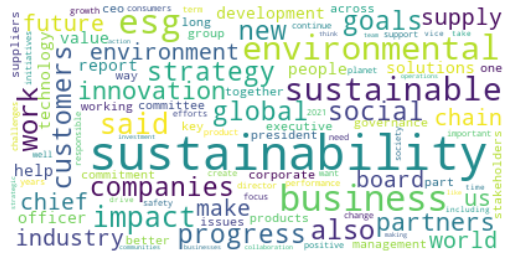 growth ceo consumers term development across
suppliers future esg long new goals supply
technology value environment group environmental
customers report strategy people solutions one
work way innovation together sustainable
initiatives continue think team support vice take
action planet operations
working committee global 2021 social chain
challenges said key president executive governance
responsible efforts product need society important
well sustainability stakeholders
help commitment create corporate
investment companies director performance want business board part us
strategic years chief impact make drive safety focus
officer issues products change like time including
industry better progress also partners
communities businesses collaboration positive management making world